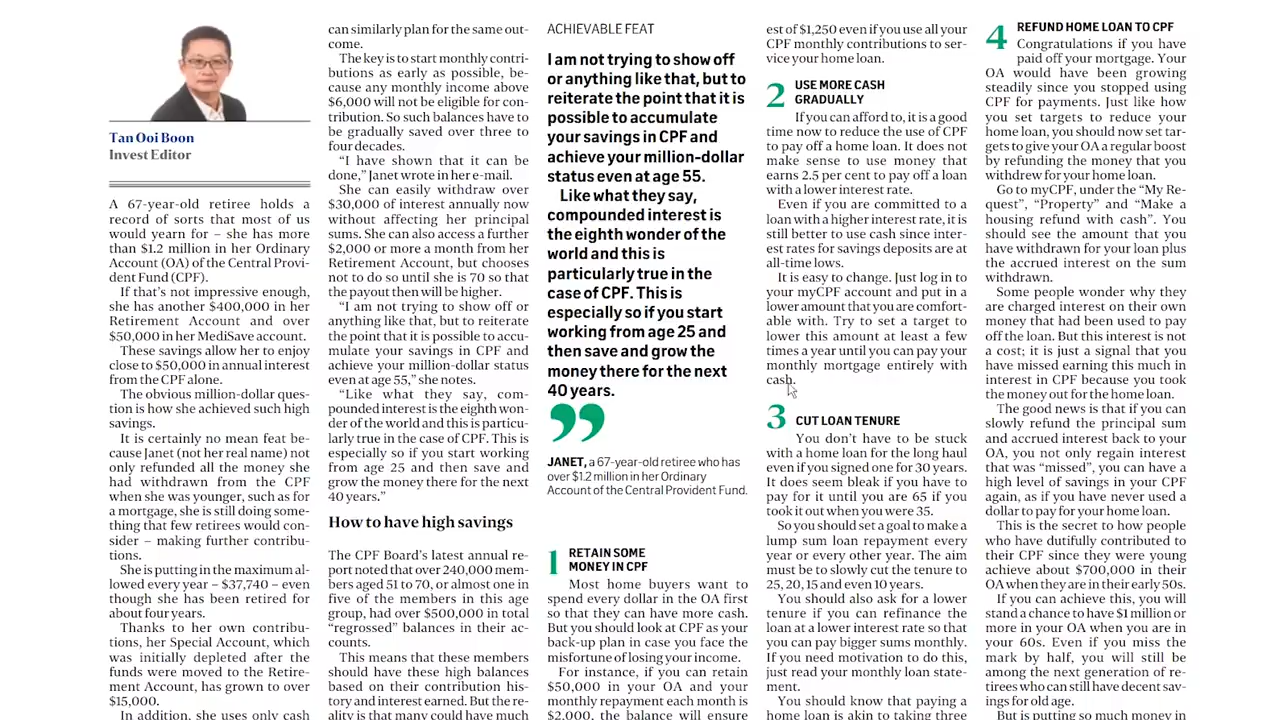 Tan Ooi Boon
Invest Editor
A 67-year-old retiree holds a
record of sorts that most of us
would yearn for – she has more
than $1.2 million in her Ordinary
Account (OA) of the Central Provi-
dent Fund (CPF).
If that's not impressive enough,
she has another $400,000 in her
Retirement Account and over
$50,000 in her MediSave account.
These savings allow her to enjoy
close to $50,000 in annual interest
from the CPF alone.
The obvious million-dollar ques-
tion is how she achieved such high
savings.
It is certainly no mean feat be-
cause Janet (not her real name) not
only refunded all the money she
had withdrawn from the CPF
when she was younger, such as for
a mortgage, she is still doing some-
thing that few retirees would con-
sider – making further contribu-
tions.
She is putting in the maximum al-
lowed every year – $37,740 – even
though she has been retired for
about four years.
Thanks to her own contribu-
tions, her Special Account, which
was initially depleted after the
funds were moved to the Retire-
ment Account, has grown to over
$15,000.
In addition, she uses only cash
can similarly plan for the same out-
come.
The key is to start monthly contri-
butions as early as possible, be-
cause any monthly income above
$6,000 will not be eligible for con-
tribution. So such balances have to
be gradually saved over three to
four decades.
"I have shown that it can be
done," Janet wrote in her e-mail.
She can easily withdraw over
$30,000 of interest annually now
without affecting her principal
sums. She can also access a further
$2,000 or more a month from her
Retirement Account, but chooses
not to do so until she is 70 so that
the payout then will be higher.
"I am not trying to show off or
anything like that, but to reiterate
the point that it is possible to accu-
mulate your savings in CPF and
achieve your million-dollar status
even at age 55," she notes.
"Like what they say, com-
pounded interest is the eighth won-
der of the world and this is particu-
larly true in the case of CPF. This is
especially so if you start working
from age 25 and then save and
grow the money there for the next
40 years."
How to have high savings
The CPF Board's latest annual re-
port noted that over 240,000 mem-
bers aged 51 to 70, or almost one in
five of the members in this age
group, had over $500,000 in total
"regrossed" balances in their ac-
counts.
This means that these members
should have these high balances
based on their contribution his-
tory and interest earned. But the re-
ality is that many could have much
ACHIEVABLE FEAT
I am not trying to show off
or anything like that, but to
reiterate the point that it is
possible to accumulate
your savings in CPF and
achieve your million-dollar
status even at age 55.
Like what they say,
compounded interest is
the eighth wonder of the
world and this is
particularly true in the
case of CPF. This is
especially so if you start
working from age 25 and
then save and grow the
money there for the next
40 years.
”
JANET, a 67-year-old retiree who has
over $1.2 million in her Ordinary
Account of the Central Provident Fund.
1 RETAIN SOME
MONEY IN CPF
Most home buyers want to
spend every dollar in the OA first
so that they can have more cash.
But you should look at CPF as your
back-up plan in case you face the
misfortune of losing your income.
For instance, if you can retain
$50,000 in your OA and your
monthly repayment each month is
$2,000, the balance will ensure
est of $1,250 even if you use all your
CPF monthly contributions to ser-
vice your home loan.
2 USE MORE CASH
GRADUALLY
If you can afford to, it is a good
time now to reduce the use of CPF
to pay off a home loan. It does not
make sense to use money that
earns 2.5 per cent to pay off a loan
with a lower interest rate.
Even if you are committed to a
loan with a higher interest rate, it is
still better to use cash since inter-
est rates for savings deposits are at
all-time lows.
It is easy to change. Just log in to
your myCPF account and put in a
lower amount that you are comfort-
able with. Try to set a target to
lower this amount at least a few
times a year until you can pay your
monthly mortgage entirely with
cash.
3 CUT LOAN TENURE
You don't have to be stuck
with a home loan for the long haul
even if you signed one for 30 years.
It does seem bleak if you have to
pay for it until you are 65 if you
took it out when you were 35.
So you should set a goal to make a
lump sum loan repayment every
year or every other year. The aim
must be to slowly cut the tenure to
25, 20, 15 and even 10 years.
You should also ask for a lower
tenure if you can refinance the
loan at a lower interest rate so that
you can pay bigger sums monthly.
If you need motivation to do this,
just read your monthly loan state-
ment.
You should know that paying a
home loan is akin to taking three
4 REFUND HOME LOAN TO CPF
Congratulations if you have
paid off your mortgage. Your
OA would have been growing
steadily since you stopped using
CPF for payments. Just like how
you set targets to reduce your
home loan, you should now set tar-
gets to give your OA a regular boost
by refunding the money that you
withdrew for your home loan.
Go to myCPF, under the "My Re-
quest", "Property" and "Make a
housing refund with cash". You
should see the amount that you
have withdrawn for your loan plus
the accrued interest on the sum
withdrawn.
Some people wonder why they
are charged interest on their own
money that had been used to pay
off the loan. But this interest is not
a cost; it is just a signal that you
have missed earning this much in
interest in CPF because you took
the money out for the home loan.
The good news is that if you can
slowly refund the principal sum
and accrued interest back to your
OA, you not only regain interest
that was "missed", you can have a
high level of savings in your CPF
again, as if you have never used a
dollar to pay for your home loan.
This is the secret to how people
who have dutifully contributed to
their CPF since they were young
achieve about $700,000 in their
OA when they are in their early 50s.
If you can achieve this, you will
stand a chance to have $1 million or
more in your OA when you are in
your 60s. Even if you miss the
mark by half, you will still be
among the next generation of re-
tirees who can still have decent sav-
ings for old age.
But is putting so much money in